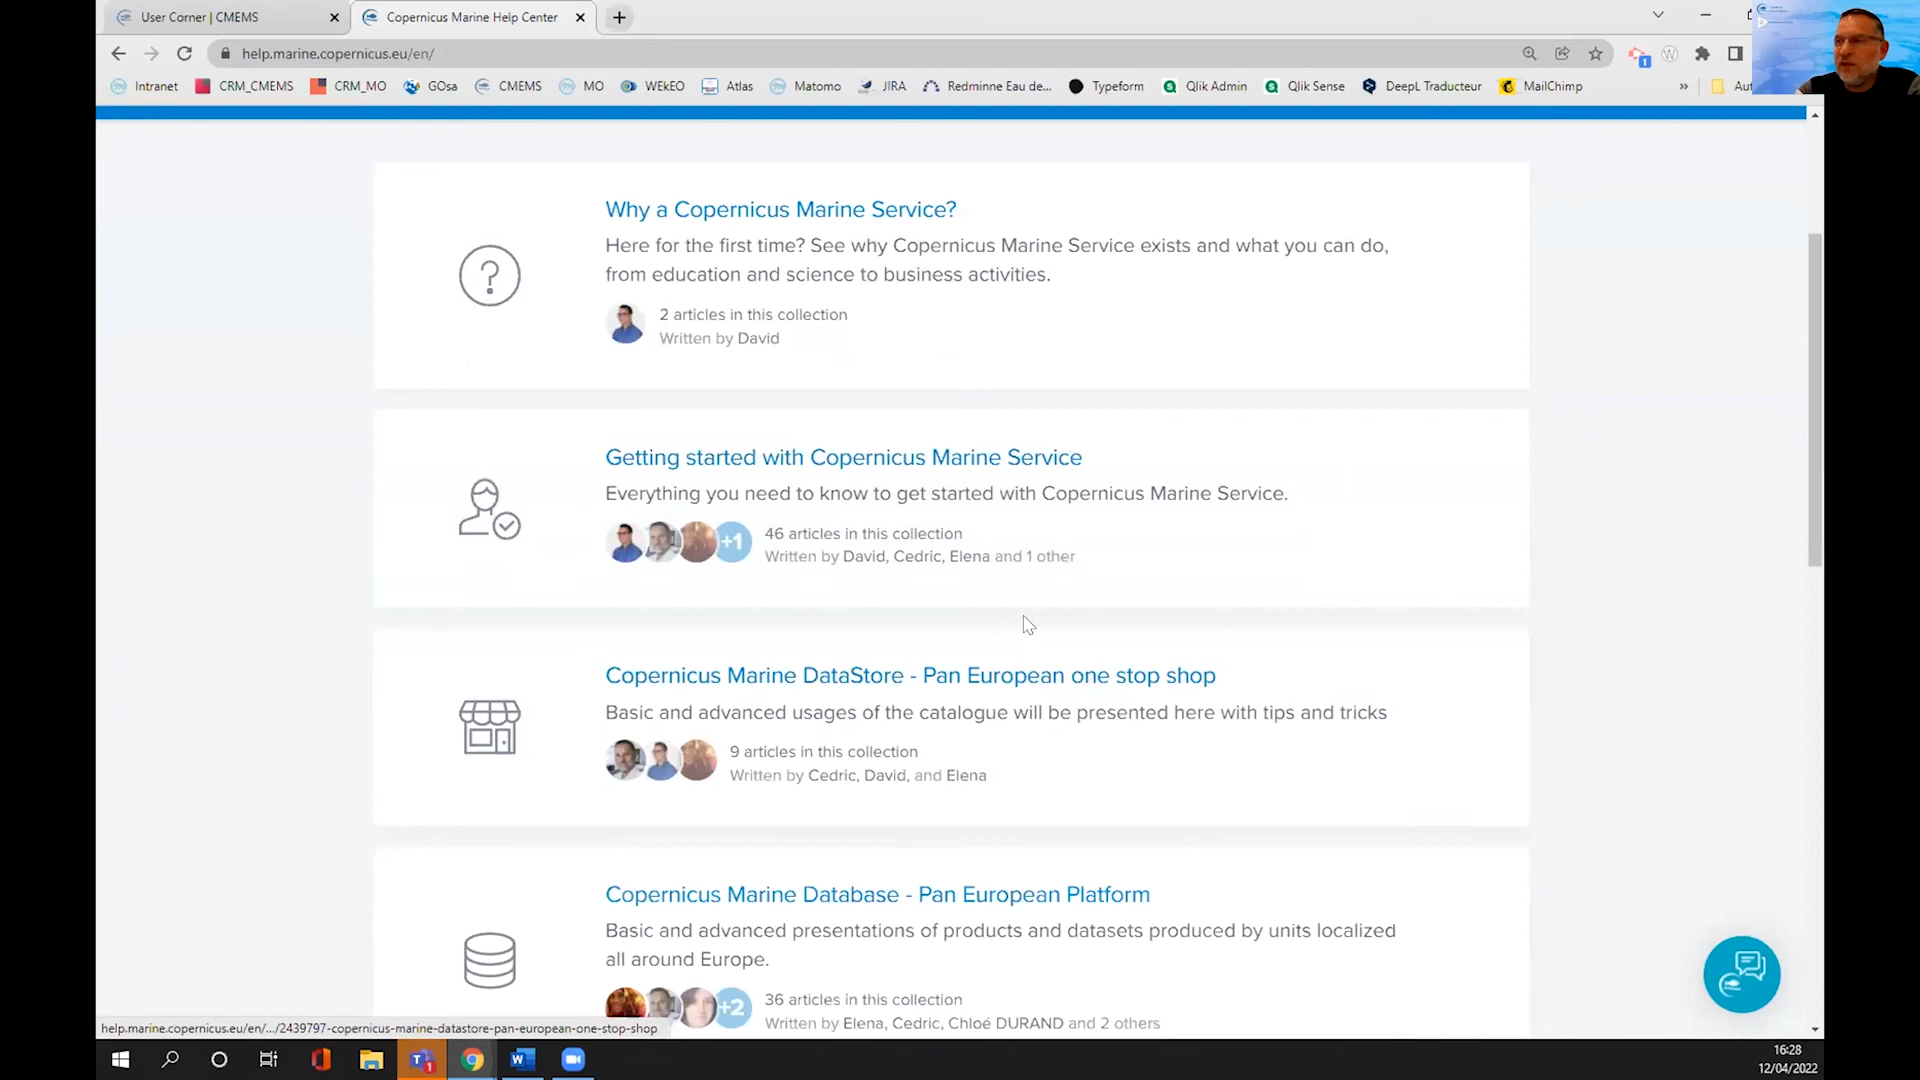 User Corner | CMEMS
Copernicus Marine Help Center
help.marine.copernicus.eu/en/
Intranet CRM_CMEMS CRM_MO GOsa CMEMS MO WEkEO Atlas Matomo JIRA Redminne Eau de... Typeform Qlik Admin Qlik Sense DeepL Traducteur MailChimp » Aut
Why a Copernicus Marine Service?
Here for the first time? See why Copernicus Marine Service exists and what you can do,
from education and science to business activities.
2 articles in this collection
Written by David
Getting started with Copernicus Marine Service
Everything you need to know to get started with Copernicus Marine Service.
+1
46 articles in this collection
Written by David, Cedric, Elena and 1 other
Copernicus Marine DataStore - Pan European one stop shop
Basic and advanced usages of the catalogue will be presented here with tips and tricks
9 articles in this collection
Written by Cedric, David, and Elena
Copernicus Marine Database - Pan European Platform
Basic and advanced presentations of products and datasets produced by units localized
all around Europe.
+2
36 articles in this collection
Written by Elena, Cedric, Chloé DURAND and 2 others
help.marine.copernicus.eu/en/.../2439797-copernicus-marine-datastore-pan-european-one-stop-shop
16:28
12/04/2022